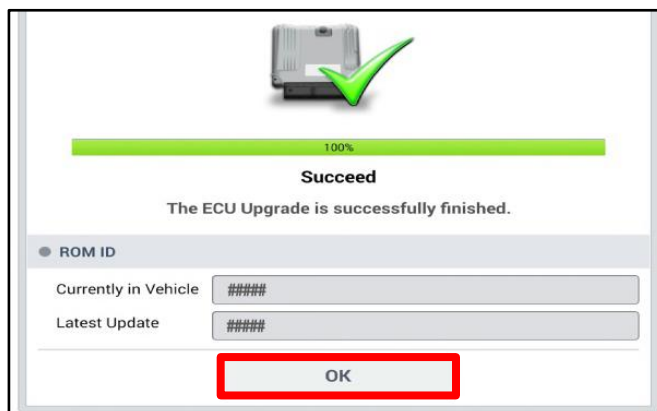 100%
Succeed
The ECU Upgrade is successfully finished.
ROM ID
Currently in Vehicle #####
Latest Update #####
OK